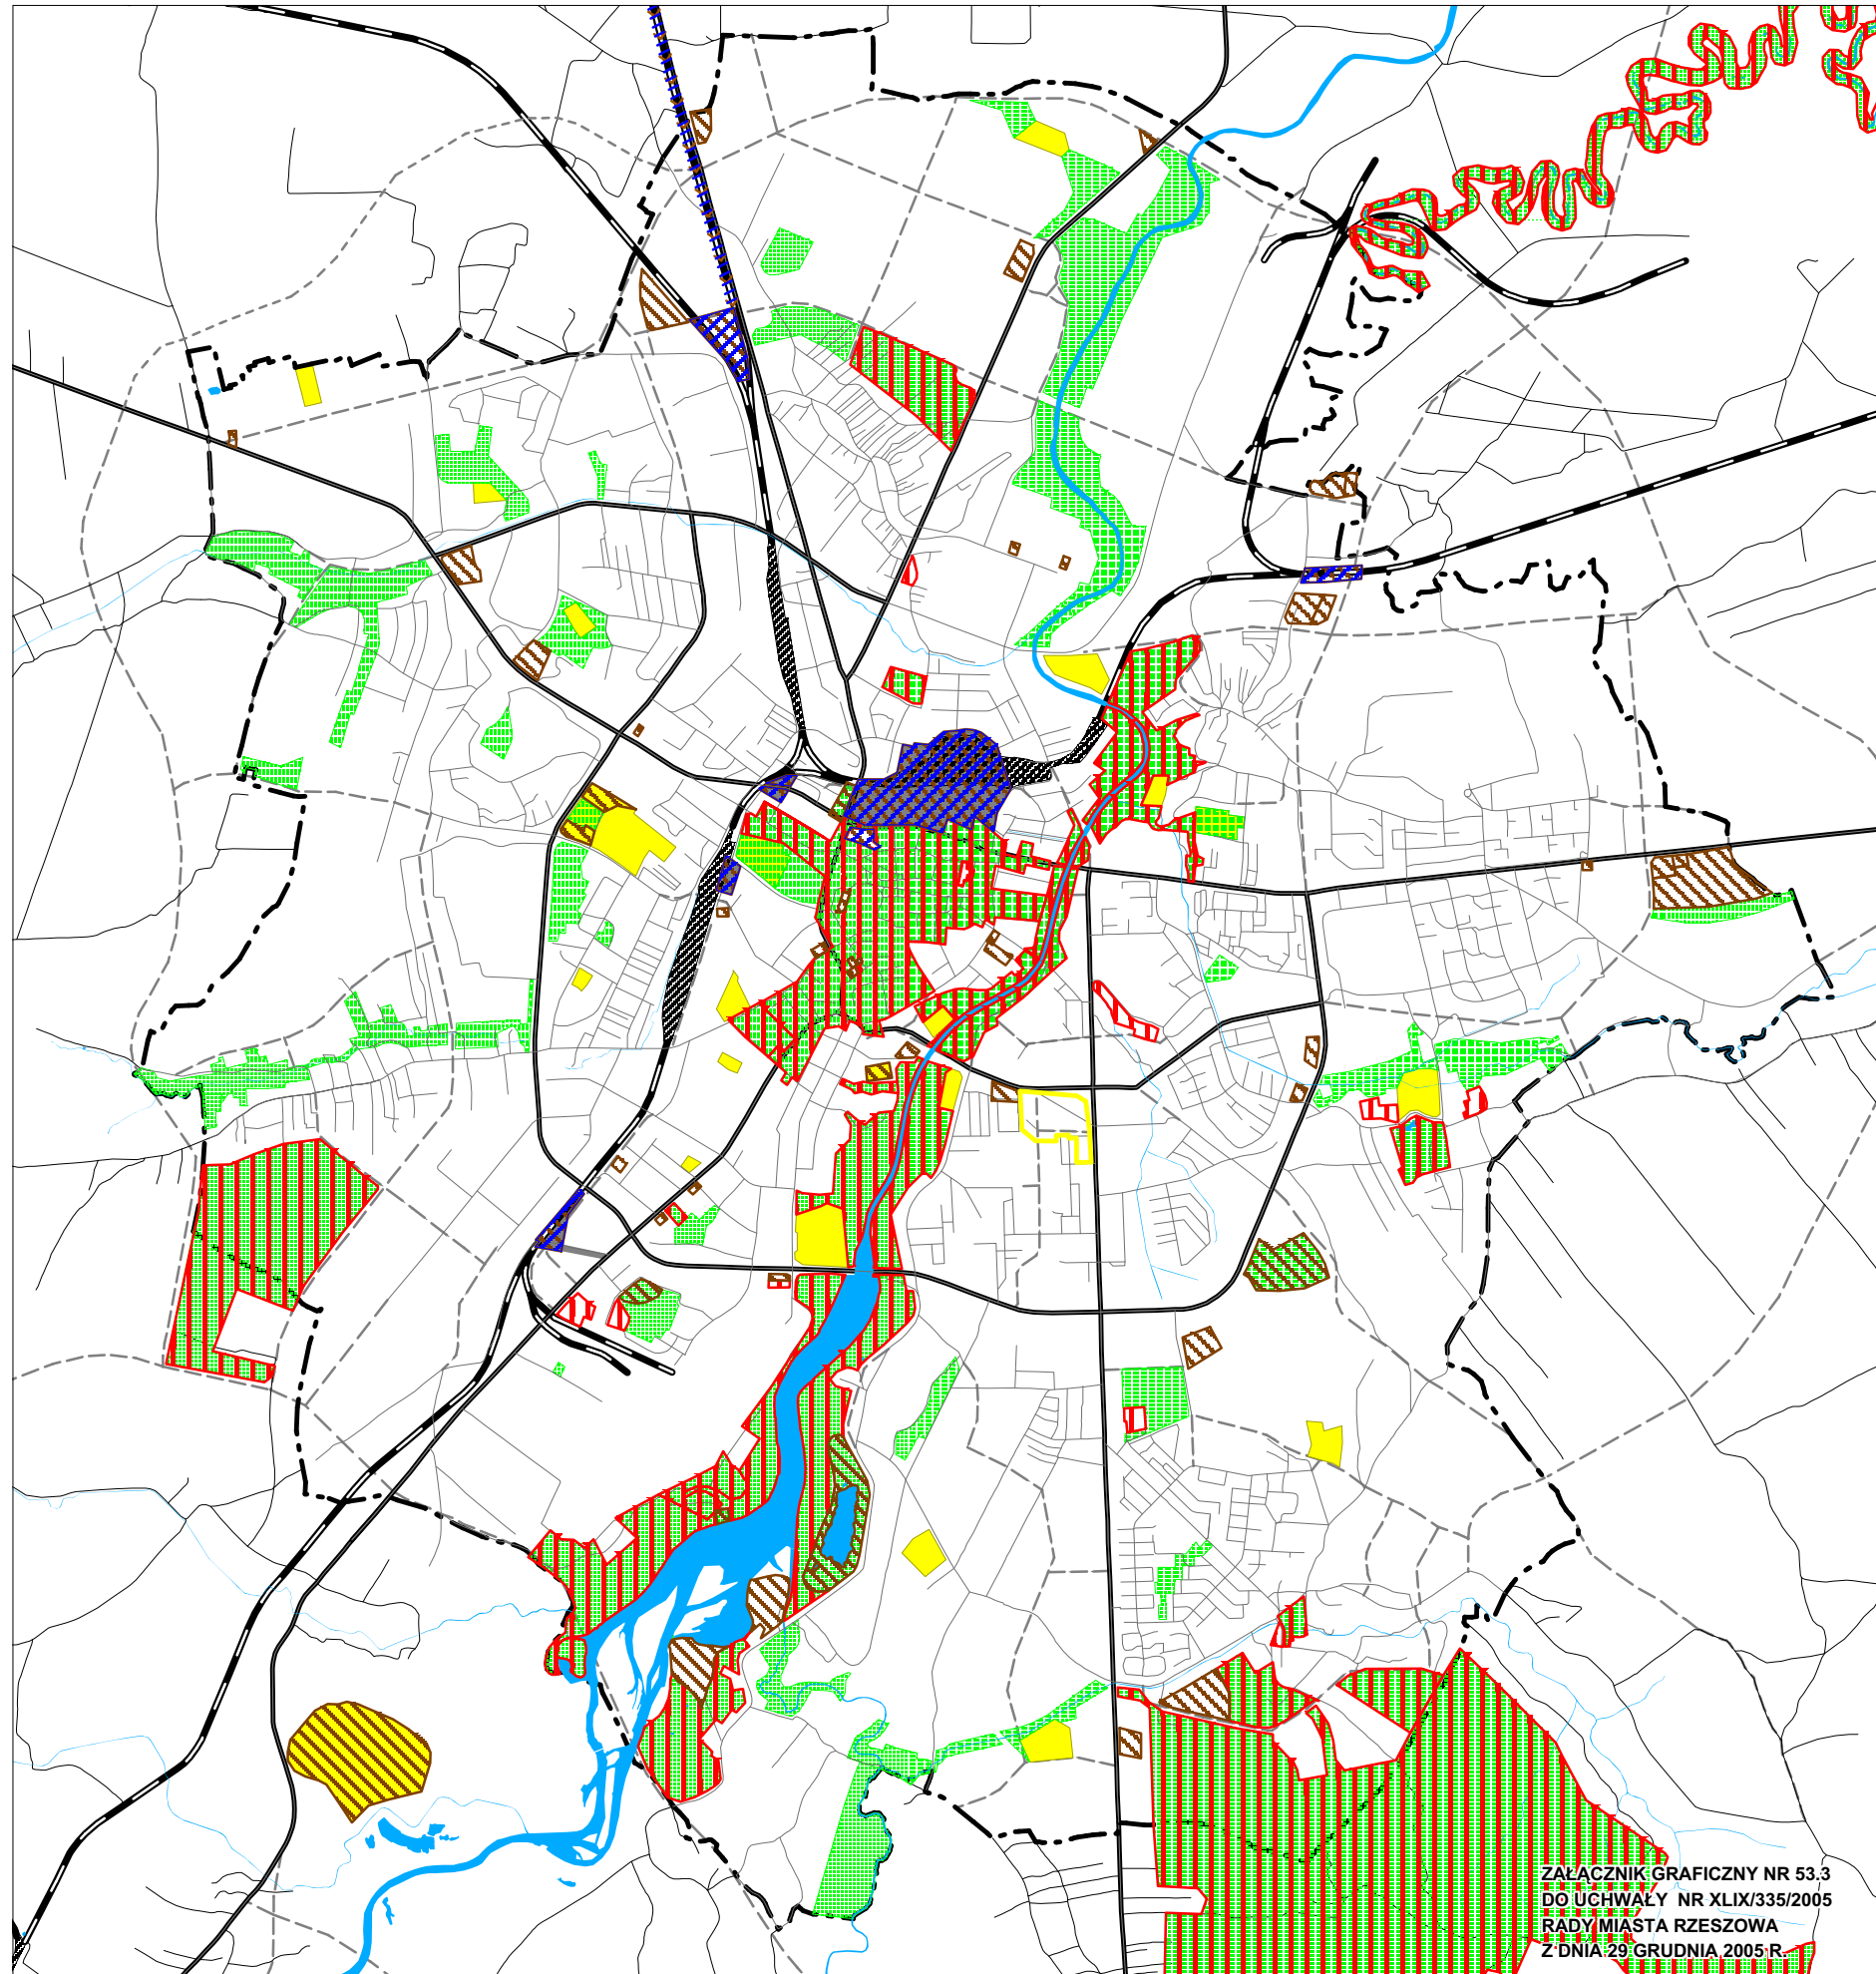 ZAŁĄCZNIK GRAFICZNY NR 53.3
DO UCHWAŁY NR XLIX/335/2005
RADY MIASTA RZESZOWA
Z DNIA 29 GRUDNIA 2005 R.